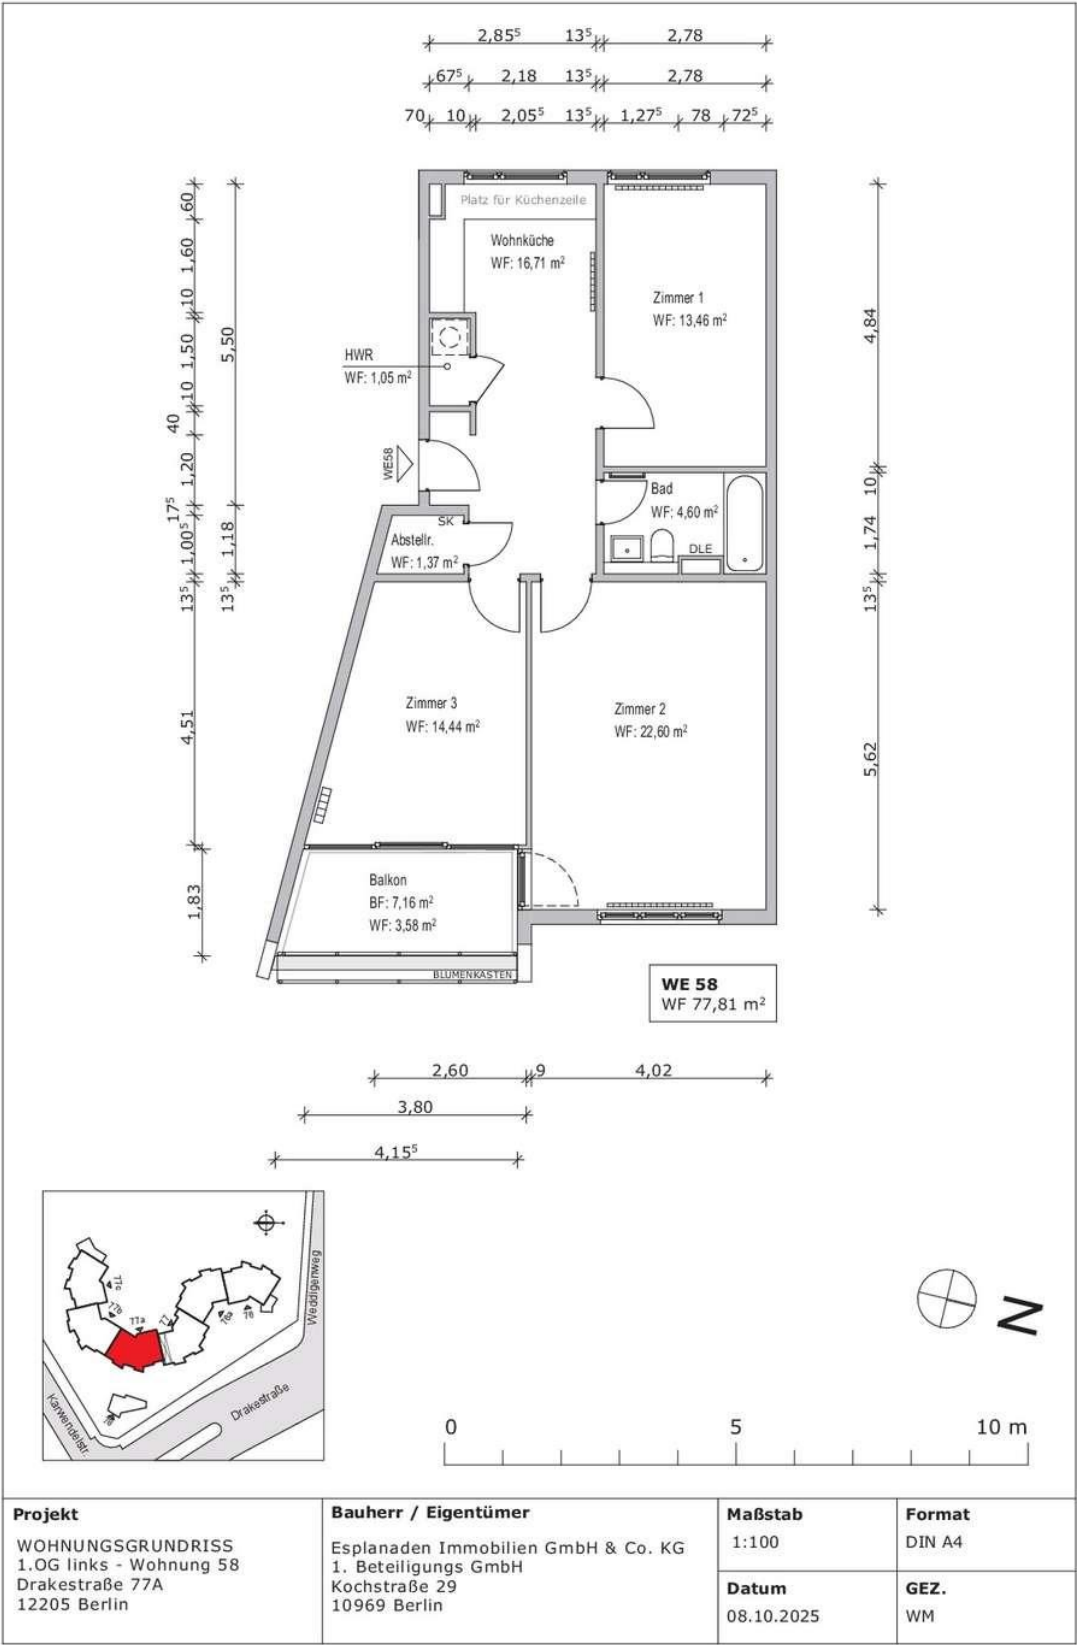 2,85⁵ 13⁵ 2,78
67⁵ 2,18 13⁵ 2,78
70 10 2,05⁵ 13⁵ 1,27⁵ 78 72⁵
60
1,60
10
1,50
10
40
1,20
17⁵
1,00⁵
13⁵
4,51
1,83
5,50
1,18
13⁵
Platz für Küchenzeile
Wohnküche
WF: 16,71 m²
Zimmer 1
WF: 13,46 m²
HWR
WF: 1,05 m²
WE58
Bad
WF: 4,60 m²
DLE
SK
Abstellr.
WF: 1,37 m²
Zimmer 3
WF: 14,44 m²
Zimmer 2
WF: 22,60 m²
Balkon
BF: 7,16 m²
WF: 3,58 m²
BLUMENKASTEN
4,84
10
1,74
13⁵
5,62
WE 58
WF 77,81 m²
2,60 9 4,02
3,80
4,15⁵
77c
77b
77a
77
76
Weddigenweg
Drakestraße
Karwendelstr.
N
0 5 10 m
Projekt
WOHNUNGSGRUNDRISS
1.OG links - Wohnung 58
Drakestraße 77A
12205 Berlin
Bauherr / Eigentümer
Esplanaden Immobilien GmbH & Co. KG
1. Beteiligungs GmbH
Kochstraße 29
10969 Berlin
Maßstab
1:100
Format
DIN A4
Datum
08.10.2025
GEZ.
WM